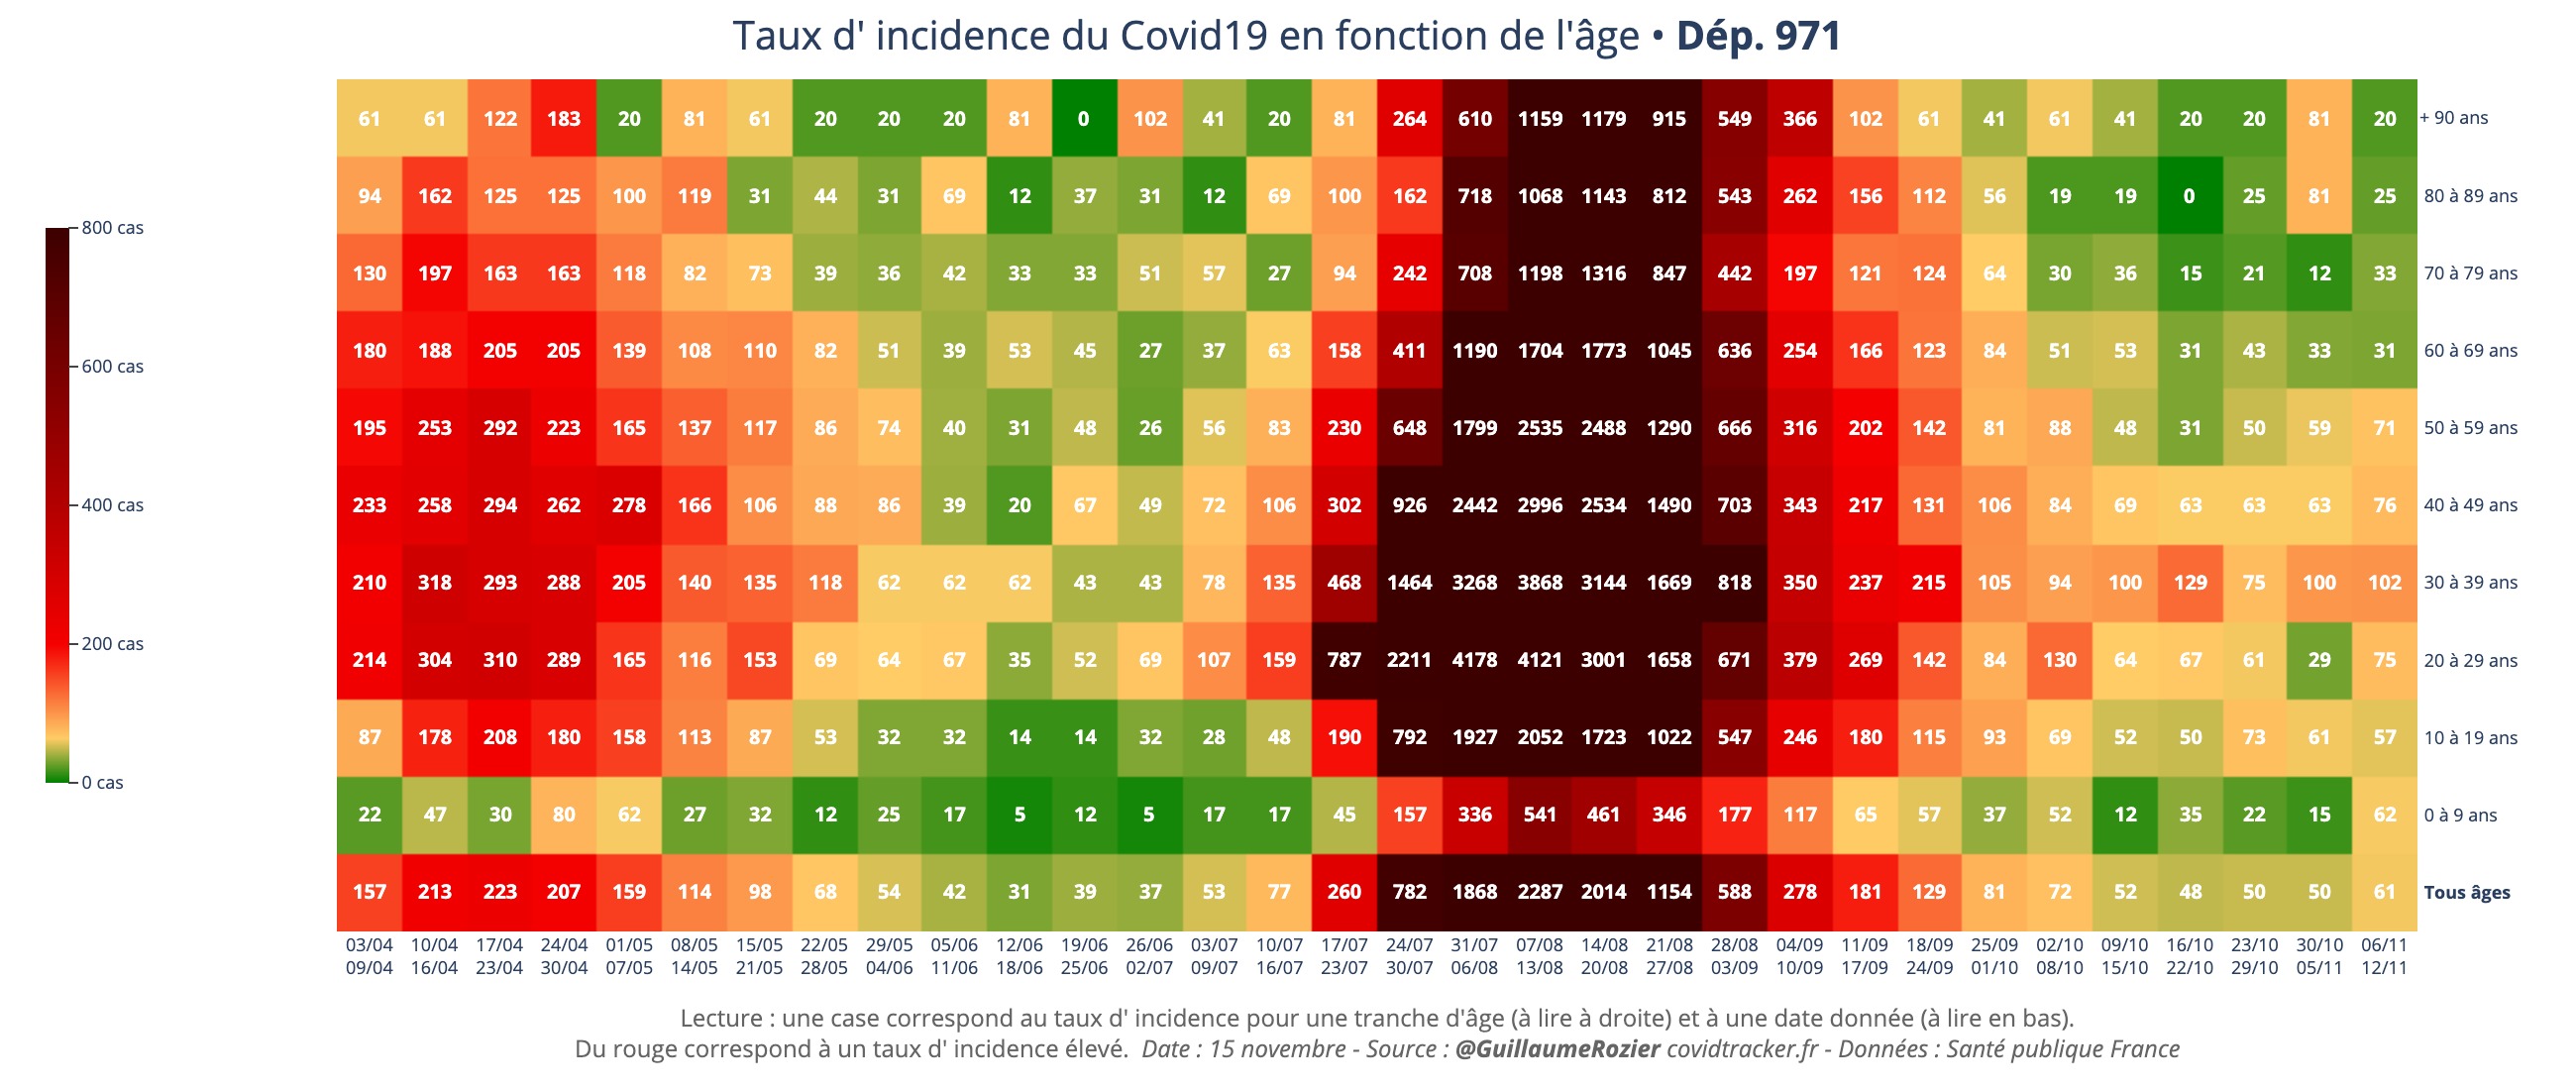 Taux d' incidence du Covid19 en fonction de l'âge • Dép. 971
61 61 122 183 20 81 61 20 20 20 81 0 102 41 20 81 264 610 1159 1179 915 549 366 102 61 41 61 41 20 20 81 20 + 90 ans
94 162 125 125 100 119 31 44 31 69 12 37 31 12 69 100 162 718 1068 1143 812 543 262 156 112 56 19 19 0 25 81 25 80 à 89 ans
800 cas
130 197 163 163 118 82 73 39 36 42 33 33 51 57 27 94 242 708 1198 1316 847 442 197 121 124 64 30 36 15 21 12 33 70 à 79 ans
180 188 205 205 139 108 110 82 51 39 53 45 27 37 63 158 411 1190 1704 1773 1045 636 254 166 123 84 51 53 31 43 33 31 60 à 69 ans
600 cas
195 253 292 223 165 137 117 86 74 40 31 48 26 56 83 230 648 1799 2535 2488 1290 666 316 202 142 81 88 48 31 50 59 71 50 à 59 ans
400 cas
233 258 294 262 278 166 106 88 86 39 20 67 49 72 106 302 926 2442 2996 2534 1490 703 343 217 131 106 84 69 63 63 63 76 40 à 49 ans
210 318 293 288 205 140 135 118 62 62 62 43 43 78 135 468 1464 3268 3868 3144 1669 818 350 237 215 105 94 100 129 75 100 102 30 à 39 ans
200 cas
214 304 310 289 165 116 153 69 64 67 35 52 69 107 159 787 2211 4178 4121 3001 1658 671 379 269 142 84 130 64 67 61 29 75 20 à 29 ans
87 178 208 180 158 113 87 53 32 32 14 14 32 28 48 190 792 1927 2052 1723 1022 547 246 180 115 93 69 52 50 73 61 57 10 à 19 ans
0 cas
22 47 30 80 62 27 32 12 25 17 5 12 5 17 17 45 157 336 541 461 346 177 117 65 57 37 52 12 35 22 15 62 0 à 9 ans
157 213 223 207 159 114 98 68 54 42 31 39 37 53 77 260 782 1868 2287 2014 1154 588 278 181 129 81 72 52 48 50 50 61 Tous âges
03/04 10/04 17/04 24/04 01/05 08/05 15/05 22/05 29/05 05/06 12/06 19/06 26/06 03/07 10/07 17/07 24/07 31/07 07/08 14/08 21/08 28/08 04/09 11/09 18/09 25/09 02/10 09/10 16/10 23/10 30/10 06/11
09/04 16/04 23/04 30/04 07/05 14/05 21/05 28/05 04/06 11/06 18/06 25/06 02/07 09/07 16/07 23/07 30/07 06/08 13/08 20/08 27/08 03/09 10/09 17/09 24/09 01/10 08/10 15/10 22/10 29/10 05/11 12/11
Lecture : une case correspond au taux d' incidence pour une tranche d'âge (à lire à droite) et à une date donnée (à lire en bas).
Du rouge correspond à un taux d' incidence élevé. Date : 15 novembre - Source : @GuillaumeRozier covidtracker.fr - Données : Santé publique France